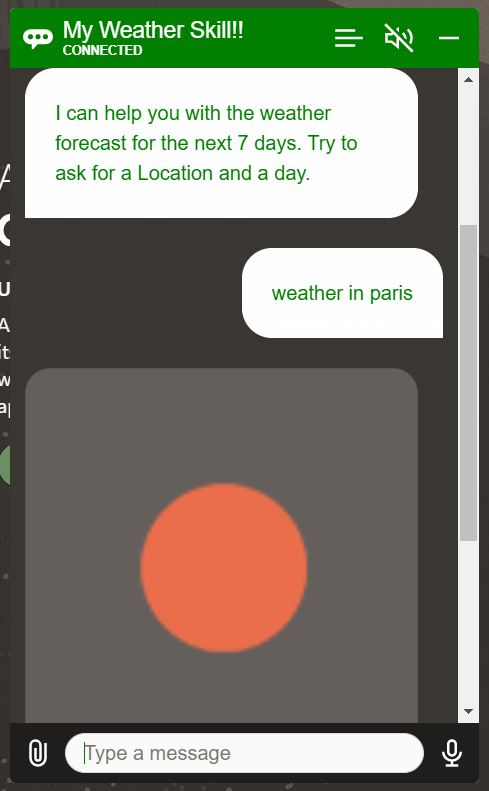 My Weather Skill!!
CONNECTED
I can help you with the weather
forecast for the next 7 days. Try to
ask for a Location and a day.
weather in paris
Type a message